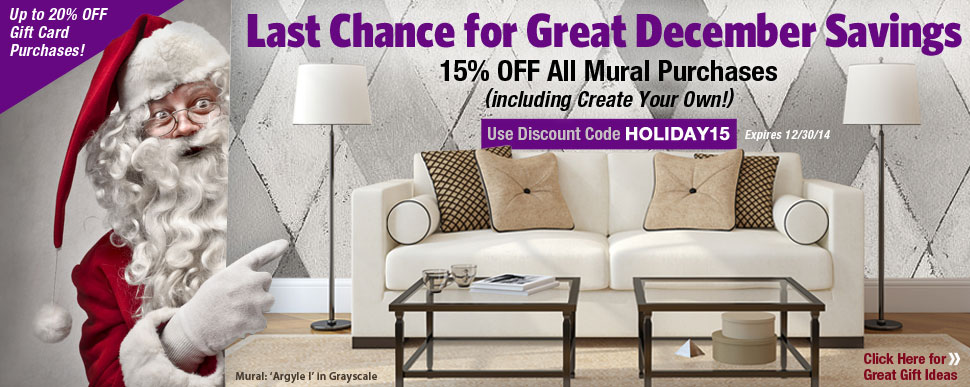 Up to 20% OFF
Gift Card
Purchases!
Last Chance for Great December Savings
15% OFF All Mural Purchases
(including Create Your Own!)
Use Discount Code HOLIDAY15
Expires 12/30/14
Mural: 'Argyle I' in Grayscale
Click Here for »
Great Gift Ideas